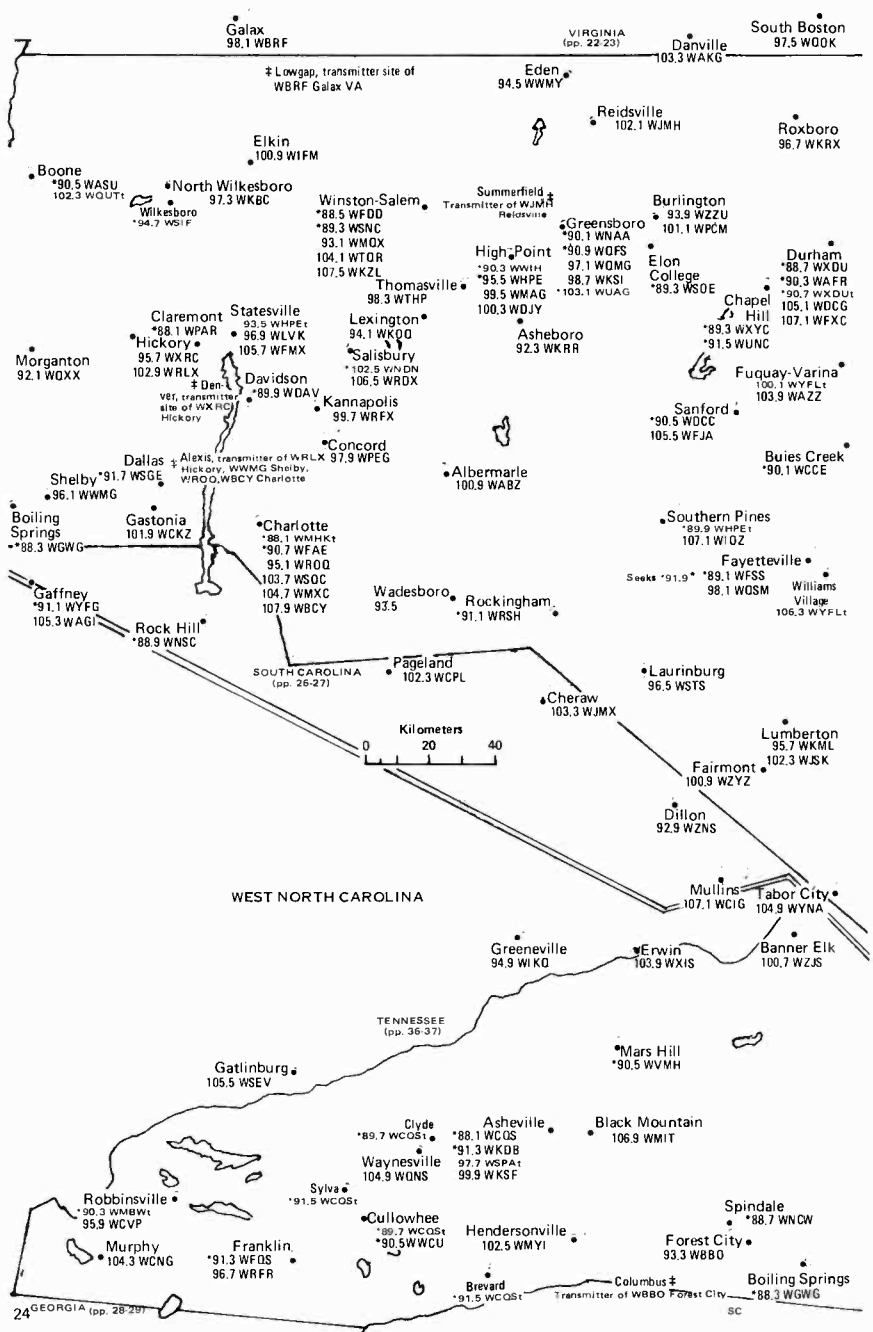 Galax
98.1 WBRF
VIRGINIA
(pp. 22-23)
Danville
103.3 WAKG
South Boston
97.5 WQOK
‡ Lowgap, transmitter site of
WBRF Galax VA
Eden
94.5 WWMY
Reidsville
102.1 WJMH
Roxboro
96.7 WKRX
Elkin
100.9 WIFM
Boone
*90.5 WASU
102.3 WQUTt
North Wilkesboro
97.3 WKBC
Wilkesboro
*94.7 WSIF
Winston-Salem
*88.5 WFDD
*89.3 WSNC
93.1 WMQX
104.1 WTQR
107.5 WKZL
Summerfield ‡
Transmitter of WJMH
Reidsville
Greensboro
*90.1 WNAA
*90.9 WQFS
97.1 WQMG
98.7 WKSI
*103.1 WUAG
Burlington
93.9 WZZU
101.1 WPCM
Elon
College
*89.3 WSOE
Durham
*88.7 WXDU
*90.3 WAFR
*90.7 WXDUt
105.1 WDCG
107.1 WFXC
High Point
*90.3 WWIH
*95.5 WHPE
99.5 WMAG
100.3 WDJY
Thomasville
98.3 WTHP
Chapel
Hill
*89.3 WXYC
*91.5 WUNC
Claremont
*88.1 WPAR
Statesville
93.5 WHPEt
96.9 WLVK
105.7 WFMX
Lexington
94.1 WKQQ
Asheboro
92.3 WKRR
Hickory
95.7 WXRC
102.9 WRLX
Morganton
92.1 WQXX
Salisbury
*102.5 WNDN
106.5 WRDX
Fuquay-Varina
100.1 WYFLt
103.9 WAZZ
‡ Den-
ver, transmitter
site of WXRC
Hickory
Davidson
*89.9 WDAV
Kannapolis
99.7 WRFX
Sanford
*90.5 WDCC
105.5 WFJA
Concord
97.9 WPEG
Buies Creek
*90.1 WCCE
Dallas
*91.7 WSGE
‡ Alexis, transmitter of WRLX
Hickory, WWMG Shelby,
WROQ,WBCY Charlotte
Albermarle
100.9 WABZ
Shelby
96.1 WWMG
Boiling
Springs
*88.3 WGWG
Gastonia
101.9 WCKZ
Charlotte
*88.1 WMHKt
*90.7 WFAE
95.1 WROQ
103.7 WSOC
104.7 WMXC
107.9 WBCY
Southern Pines
*89.9 WHPEt
107.1 WIOZ
Fayetteville
Seeks *91.9*
*89.1 WFSS
98.1 WQSM
Williams
Village
106.3 WYFLt
Gaffney
*91.1 WYFG
105.3 WAGI
Wadesboro
93.5
Rockingham
*91.1 WRSH
Rock Hill
*88.9 WNSC
SOUTH CAROLINA
(pp. 26-27)
Pageland
102.3 WCPL
Laurinburg
96.5 WSTS
Cheraw
103.3 WJMX
Kilometers
0 20 40
Lumberton
95.7 WKML
102.3 WJSK
Fairmont
100.9 WZYZ
Dillon
92.9 WZNS
WEST NORTH CAROLINA
Mullins
107.1 WCIG
Tabor City
104.9 WYNA
Greeneville
94.9 WIKQ
Erwin
103.9 WXIS
Banner Elk
100.7 WZJS
TENNESSEE
(pp. 36-37)
Mars Hill
*90.5 WVMH
Gatlinburg
105.5 WSEV
Clyde
*89.7 WCQSt
Asheville
*88.1 WCQS
*91.3 WKDB
97.7 WSPAt
99.9 WKSF
Black Mountain
106.9 WMIT
Waynesville
104.9 WQNS
Sylva
*91.5 WCQSt
Robbinsville
*90.3 WMBWt
95.9 WCVP
Cullowhee
*89.7 WCQSt
*90.5 WWCU
Spindale
*88.7 WNCW
Murphy
104.3 WCNG
Franklin
*91.3 WFQS
96.7 WRFR
Hendersonville
102.5 WMYI
Forest City
93.3 WBBO
Brevard
*91.5 WCQSt
Columbus ‡
Transmitter of WBBO Forest City
Boiling Springs
*88.3 WGWG
SC
24
GEORGIA (pp. 28-29)